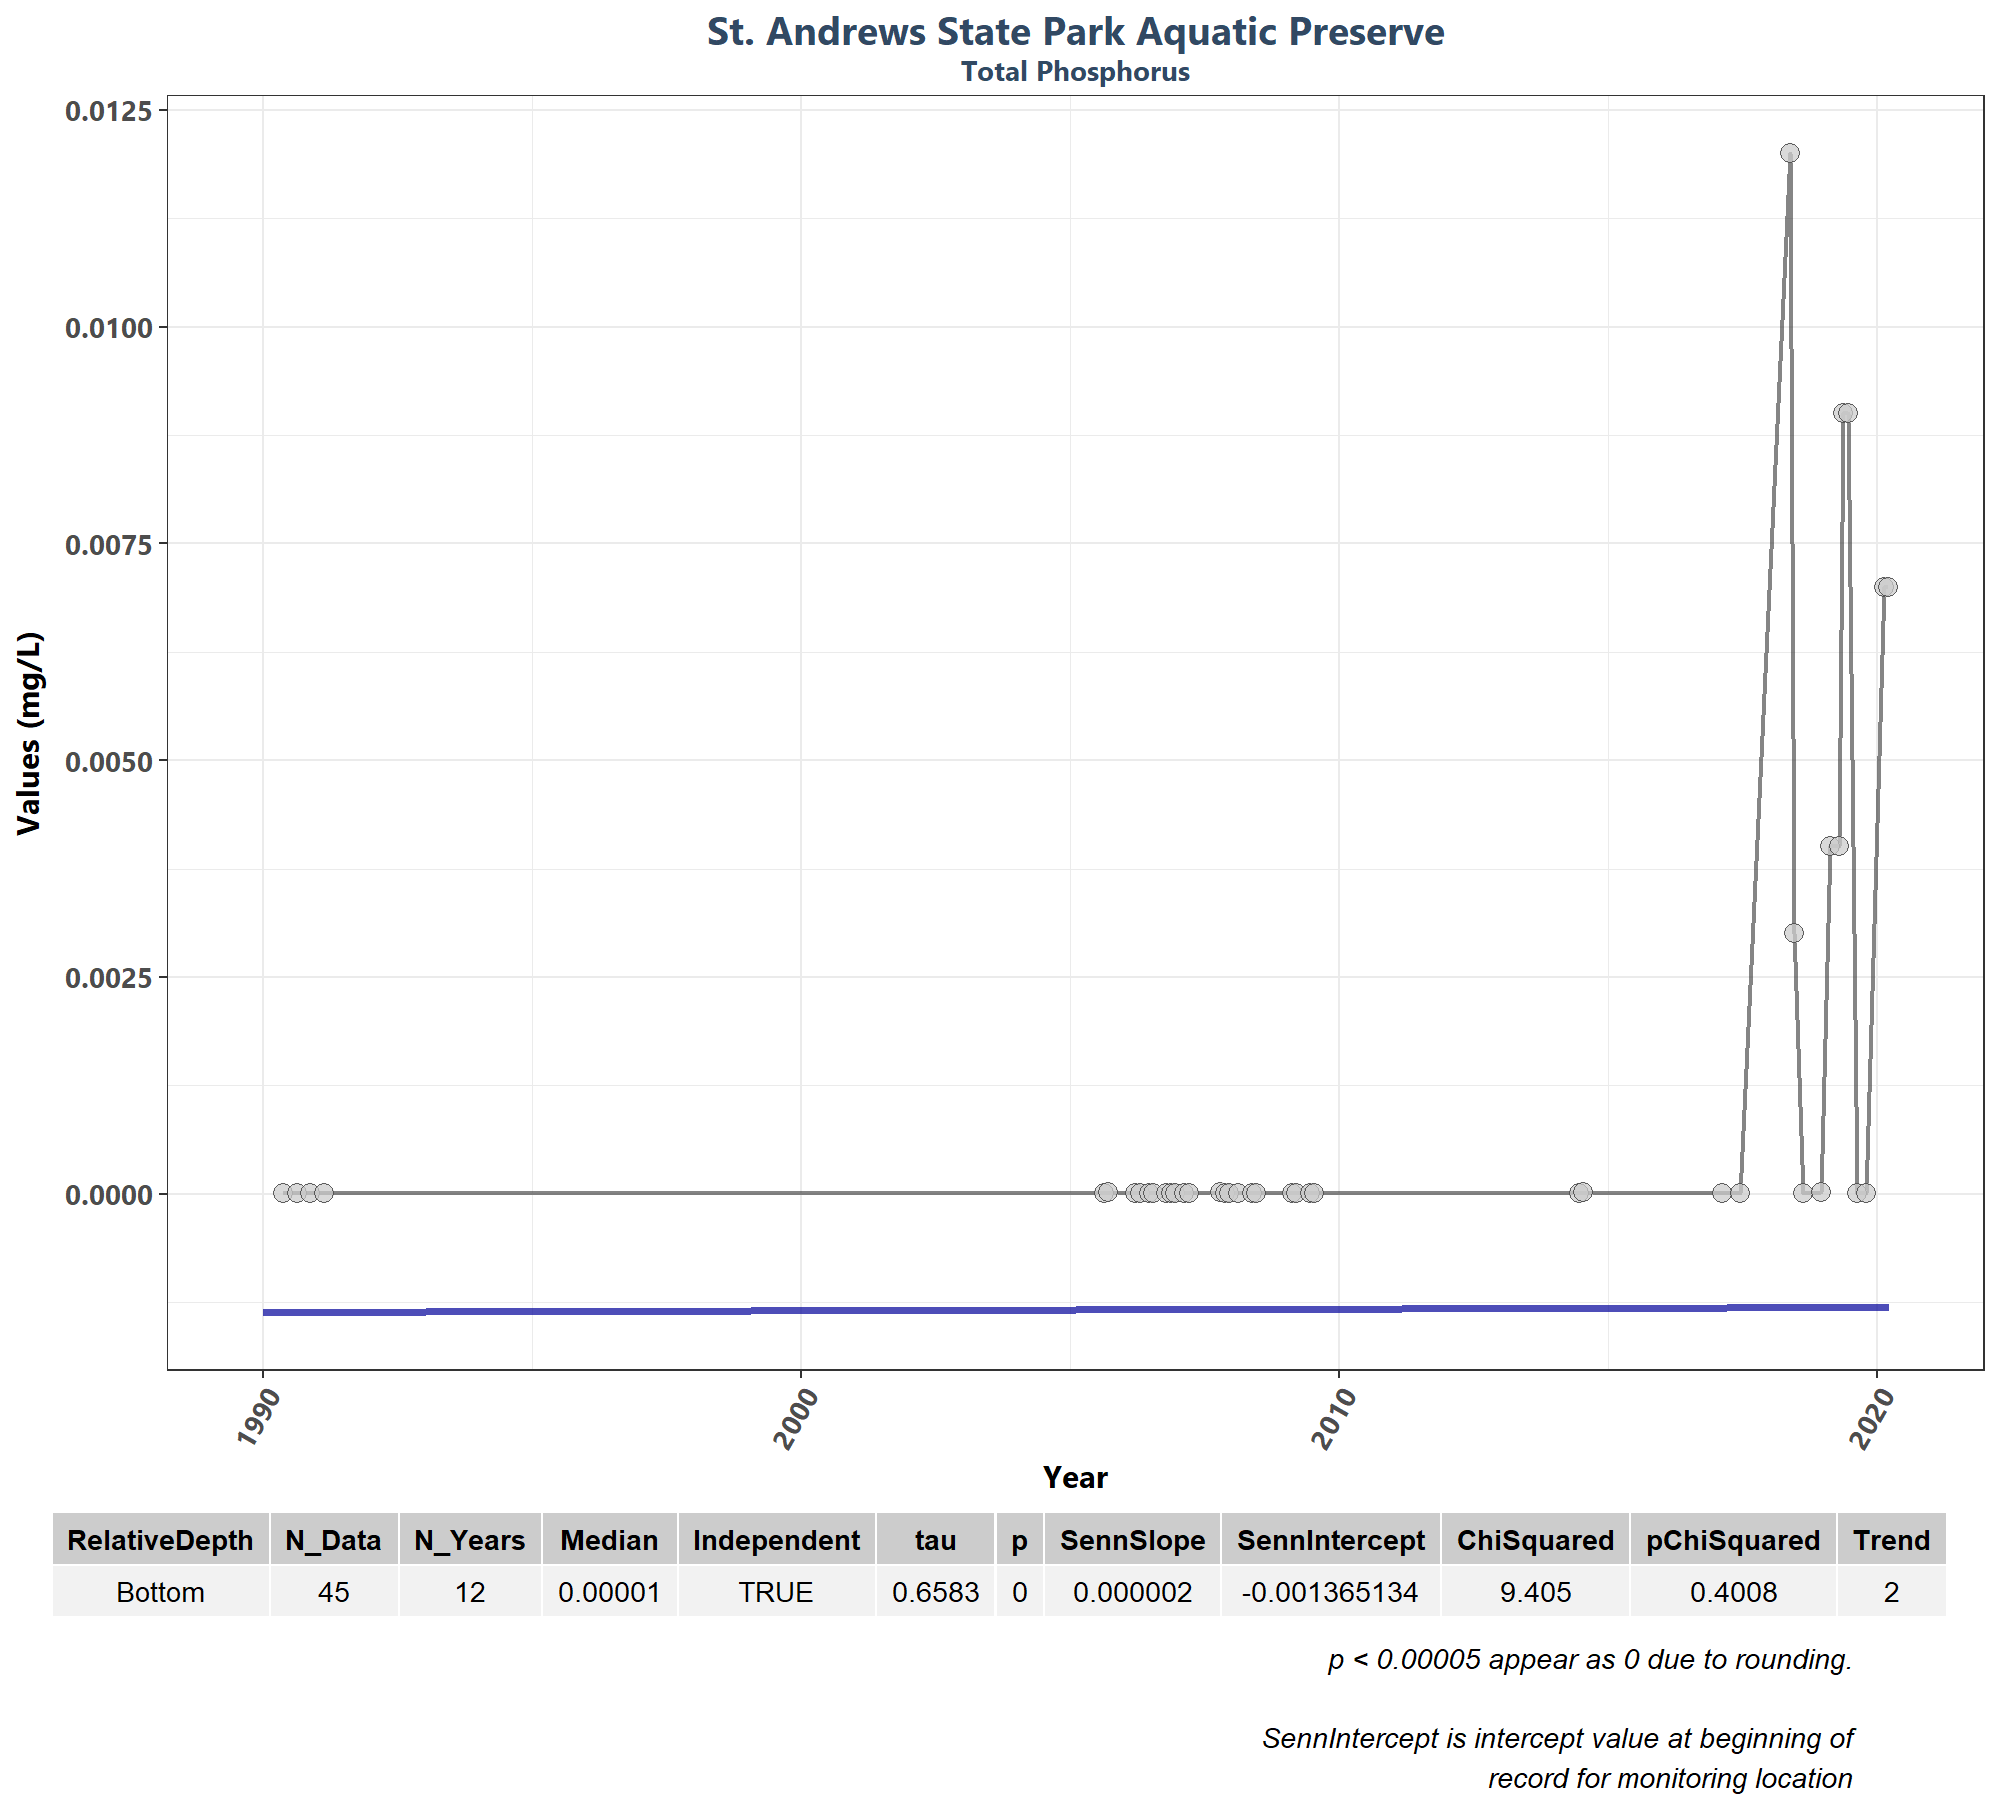 St. Andrews State Park Aquatic Preserve
Total Phosphorus
0.0125
0.0100
0.0075
0.0050
0.0025
0.0000
Values (mg/L)
1990
2000
2010
2020
Year
RelativeDepth N_Data N_Years Median Independent tau p SennSlope SennIntercept ChiSquared pChiSquared Trend
Bottom 45 12 0.00001 TRUE 0.6583 0 0.000002 -0.001365134 9.405 0.4008 2
p < 0.00005 appear as 0 due to rounding.
SennIntercept is intercept value at beginning of
record for monitoring location